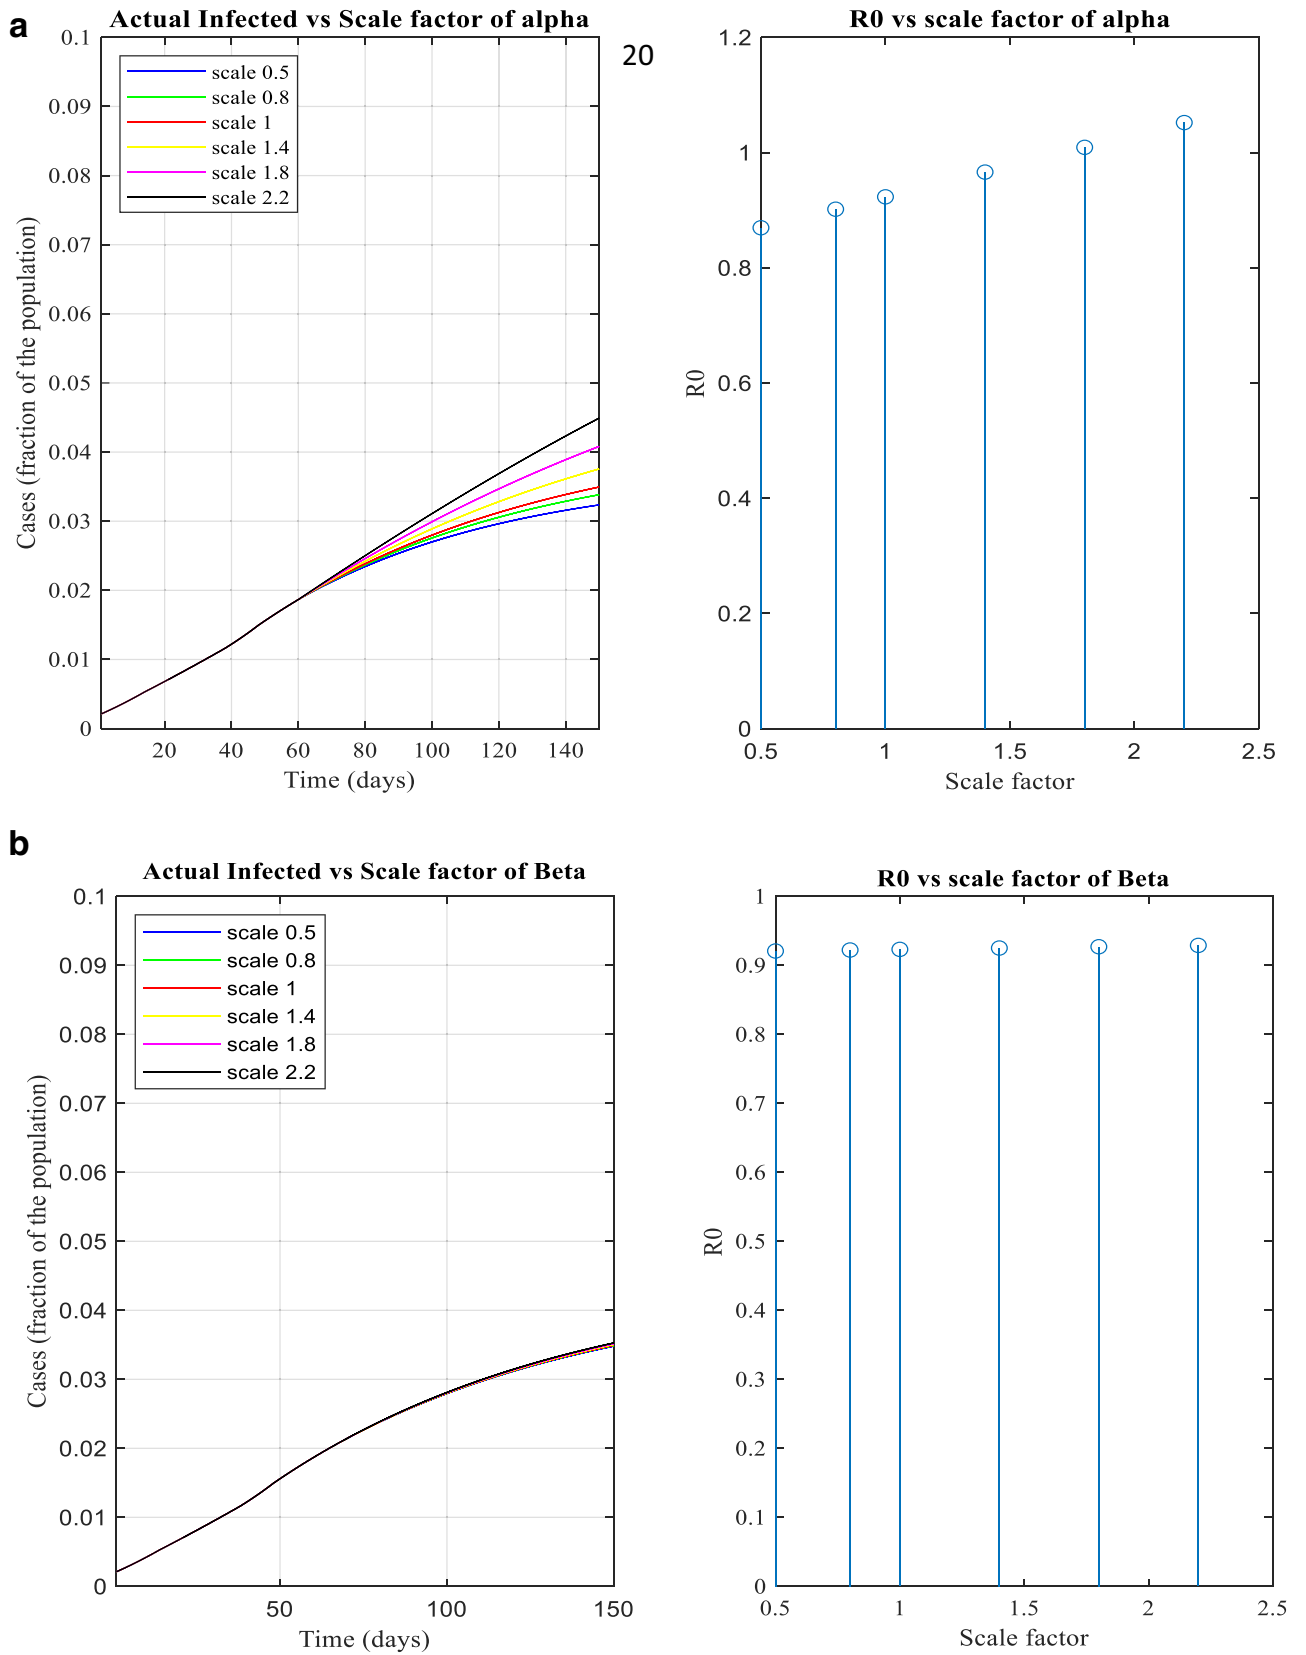 a
Actual Infected vs Scale factor of alpha
0.1
0.09
0.08
0.07
0.06
0.05
0.04
0.03
0.02
0.01
0
scale 0.5
scale 0.8
scale 1
scale 1.4
scale 1.8
scale 2.2
Cases (fraction of the population)
20 40 60 80 100 120 140
Time (days)
20
R0 vs scale factor of alpha
1.2
1
0.8
0.6
0.4
0.2
0
R0
0.5 1 1.5 2 2.5
Scale factor
b
Actual Infected vs Scale factor of Beta
0.1
0.09
0.08
0.07
0.06
0.05
0.04
0.03
0.02
0.01
0
scale 0.5
scale 0.8
scale 1
scale 1.4
scale 1.8
scale 2.2
Cases (fraction of the population)
50 100 150
Time (days)
R0 vs scale factor of Beta
1
0.9
0.8
0.7
0.6
0.5
0.4
0.3
0.2
0.1
0
R0
0.5 1 1.5 2 2.5
Scale factor